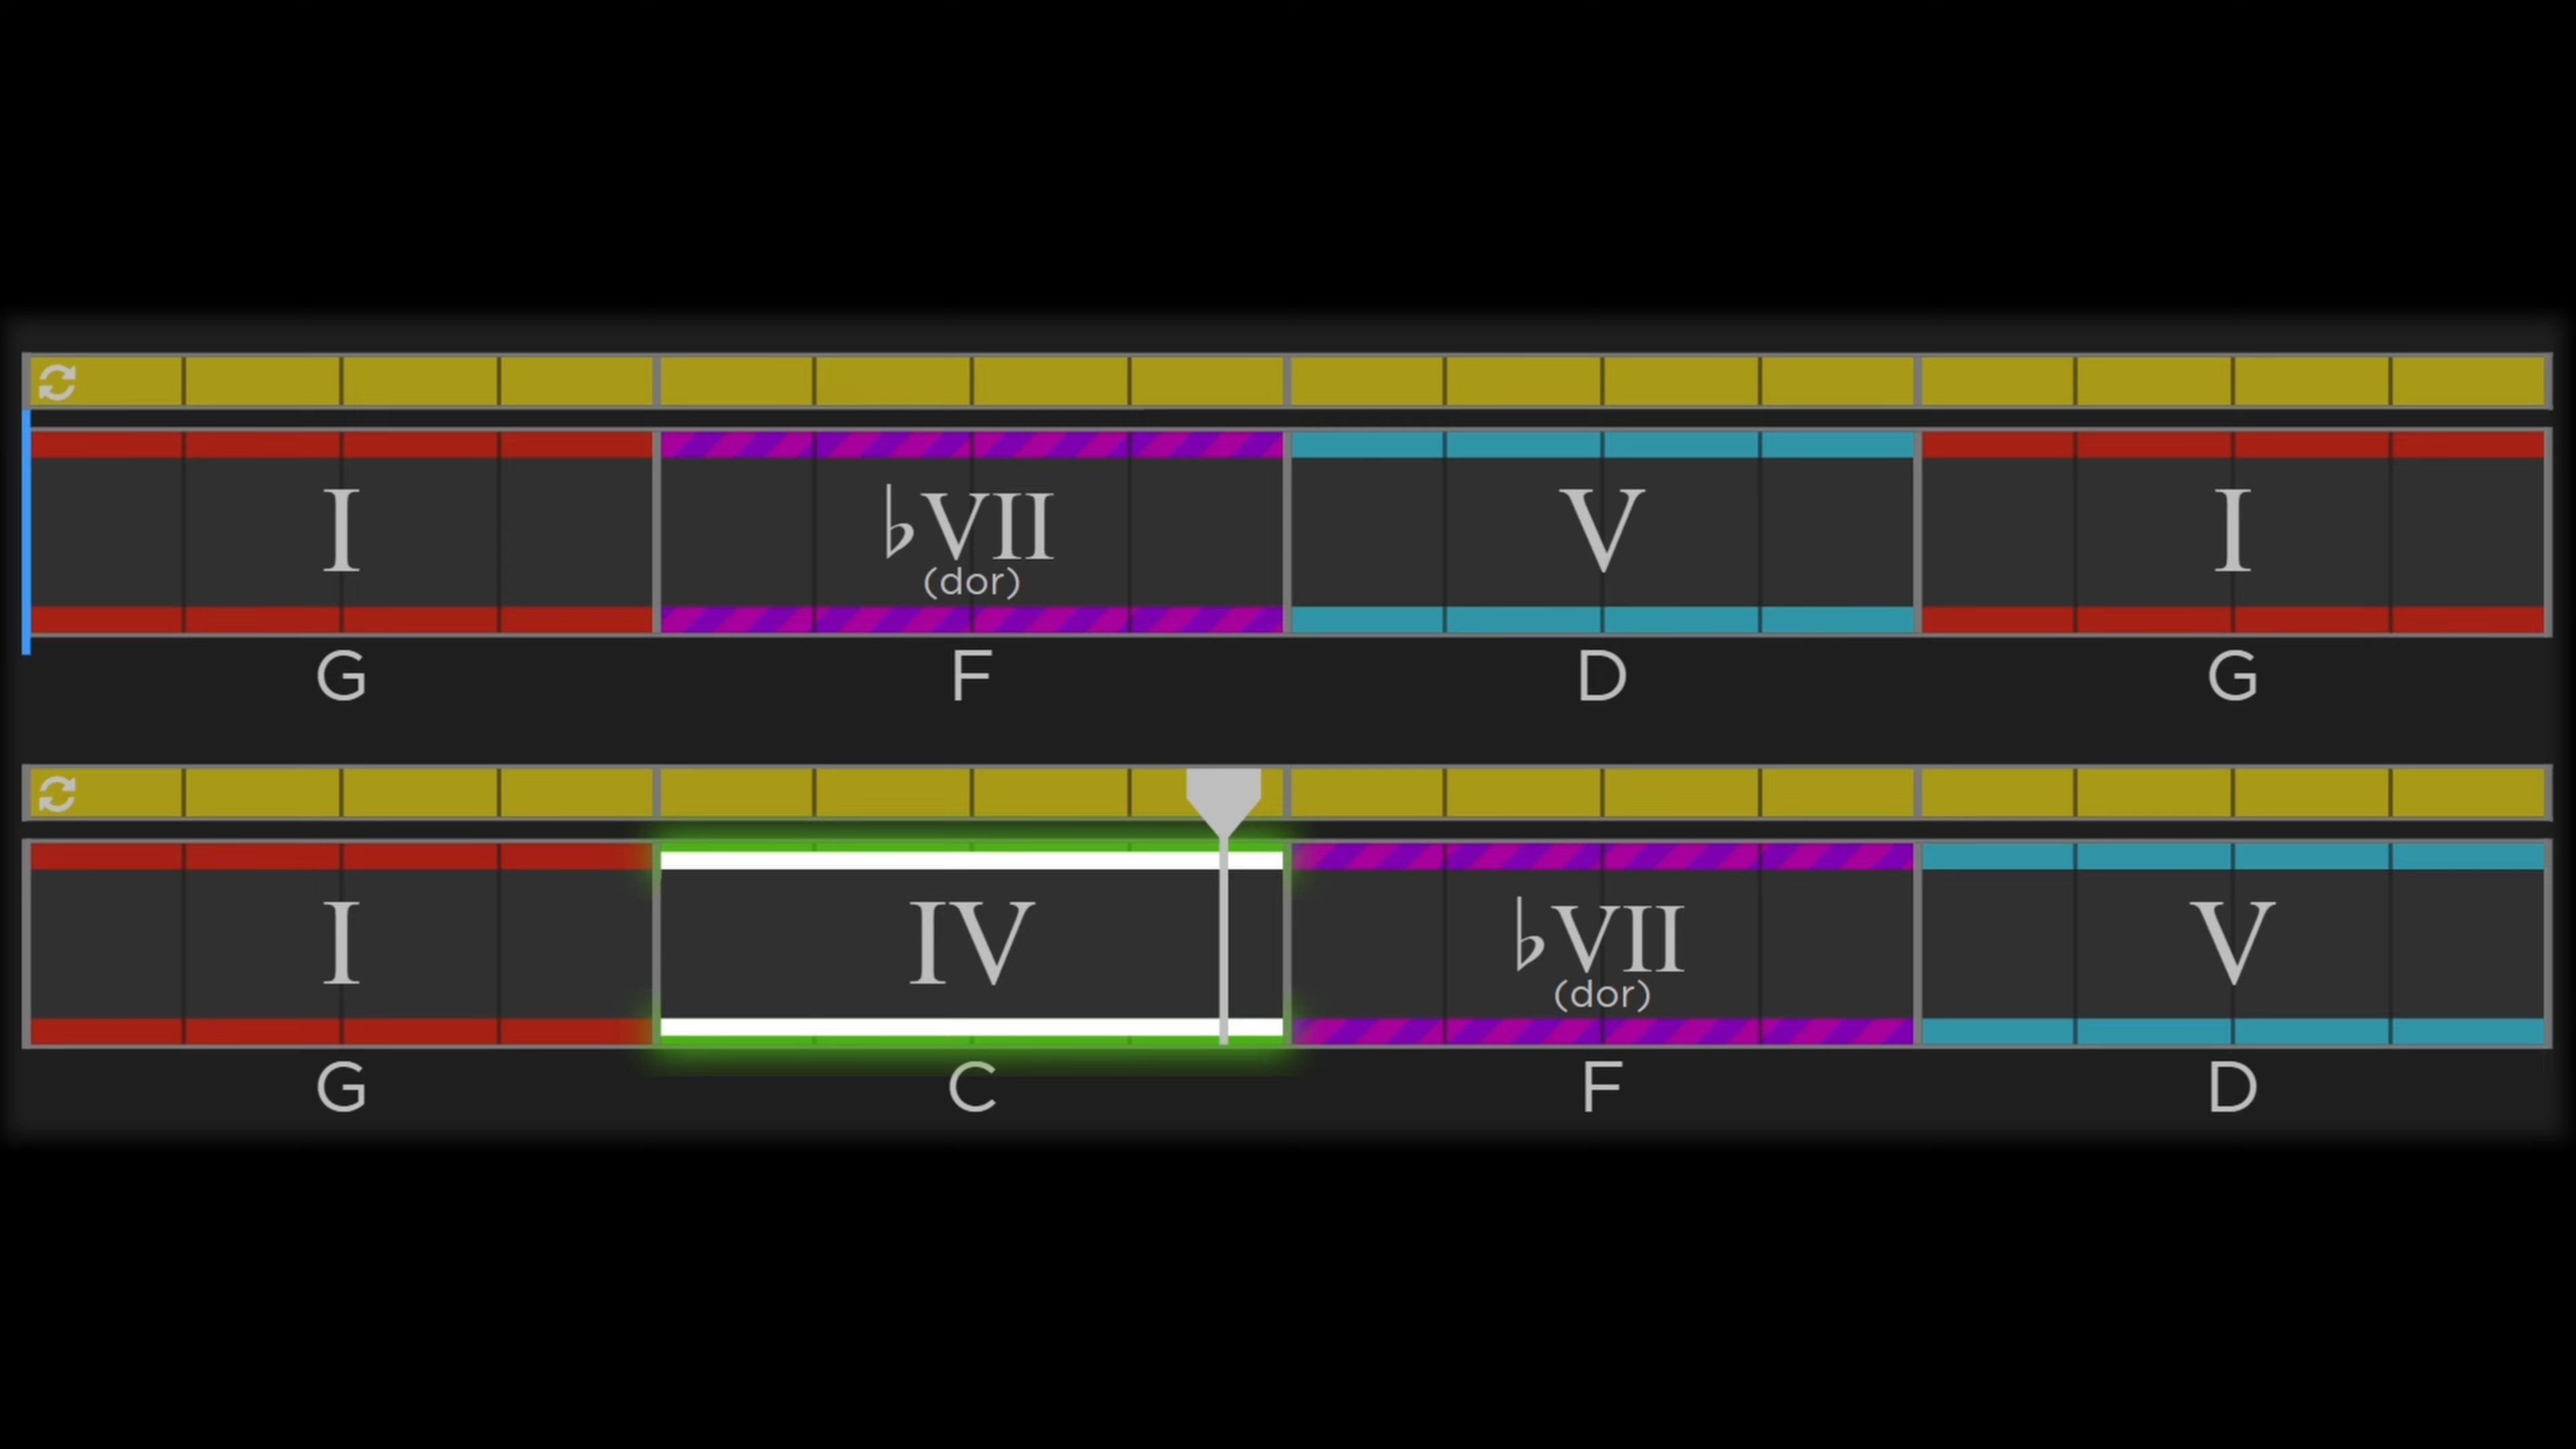 I ♭VII V I
(dor)
G F D G
I IV ♭VII V
(dor)
G C F D